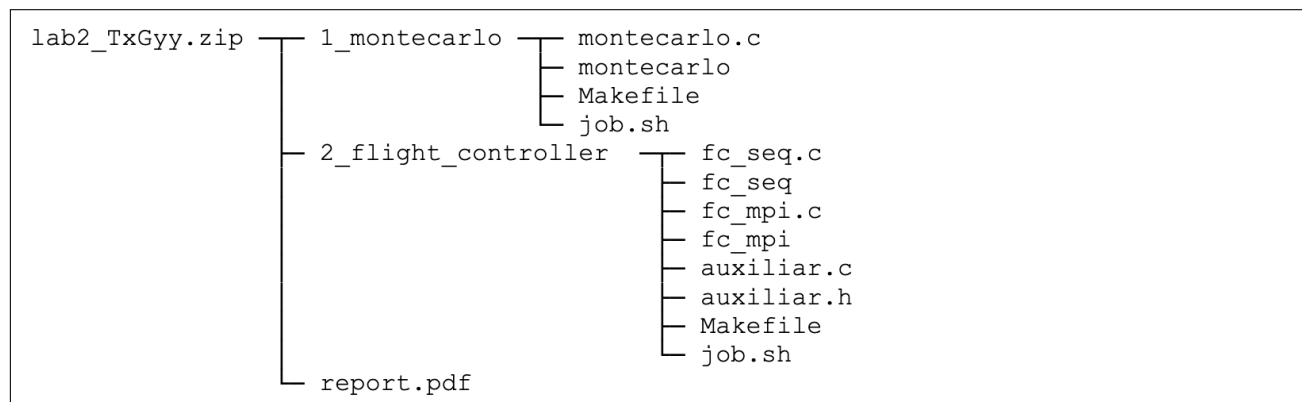 lab2_TxGyy.zip 1_montecarlo montecarlo.c
montecarlo
Makefile
job.sh
2_flight_controller fc_seq.c
fc_seq
fc_mpi.c
fc_mpi
auxiliar.c
auxiliar.h
Makefile
job.sh
report.pdf